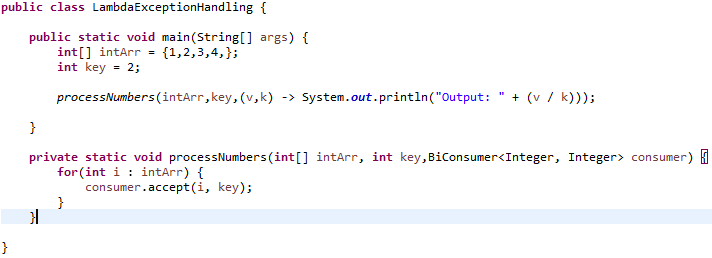 public class LambdaExceptionHandling {
public static void main(String[] args) {
int[] intArr = {1,2,3,4,};
int key = 2;
processNumbers(intArr,key,(v,k) -> System.out.println("Output: " + (v / k)));
}
private static void processNumbers(int[] intArr, int key,BiConsumer<Integer, Integer> consumer) {
for(int i : intArr) {
consumer.accept(i, key);
}
}
}